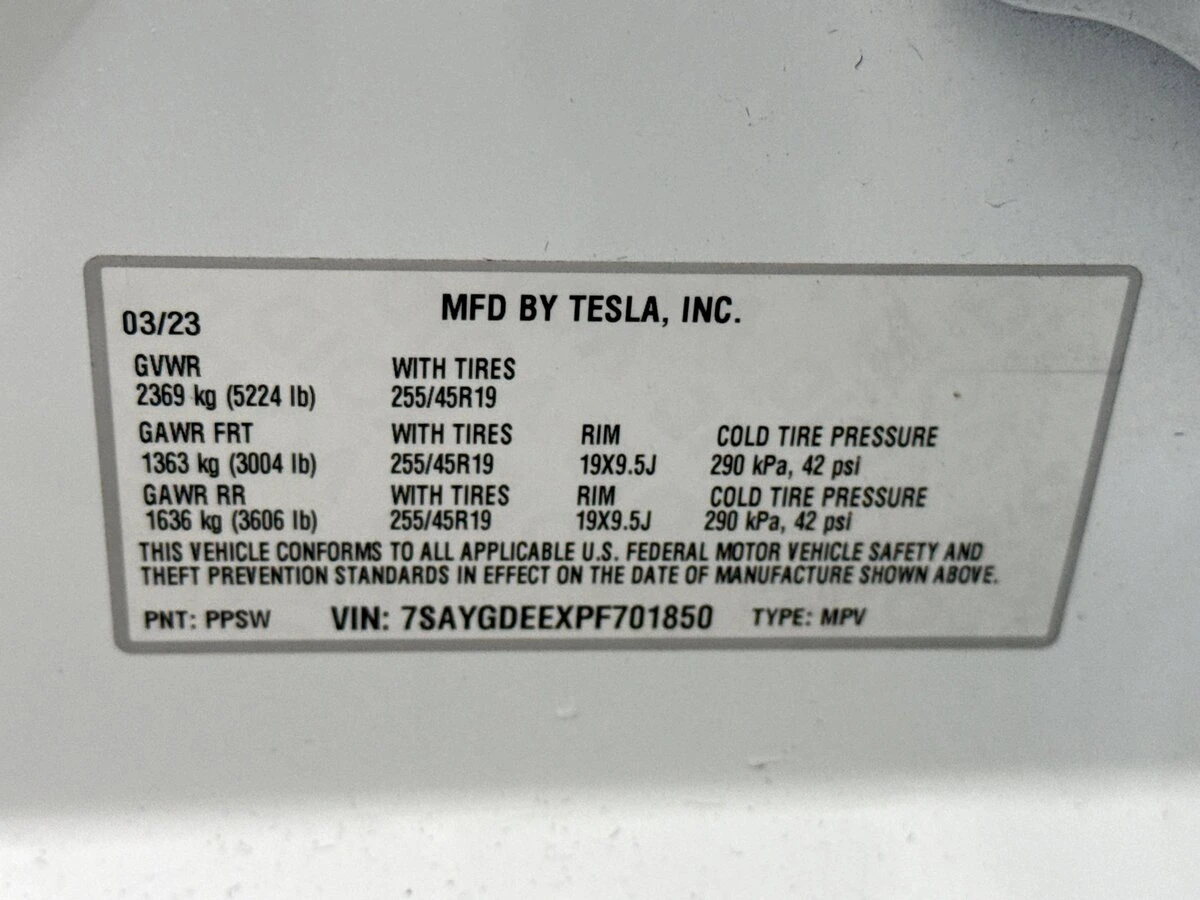 MFD BY TESLA, INC.
03/23
GVWR WITH TIRES
2369 kg (5224 lb) 255/45R19
GAWR FRT WITH TIRES RIM COLD TIRE PRESSURE
1363 kg (3004 lb) 255/45R19 19X9.5J 290 kPa, 42 psi
GAWR RR WITH TIRES RIM COLD TIRE PRESSURE
1636 kg (3606 lb) 255/45R19 19X9.5J 290 kPa, 42 psi
THIS VEHICLE CONFORMS TO ALL APPLICABLE U.S. FEDERAL MOTOR VEHICLE SAFETY AND
THEFT PREVENTION STANDARDS IN EFFECT ON THE DATE OF MANUFACTURE SHOWN ABOVE.
PNT: PPSW VIN: 7SAYGDEEXPF701850 TYPE: MPV